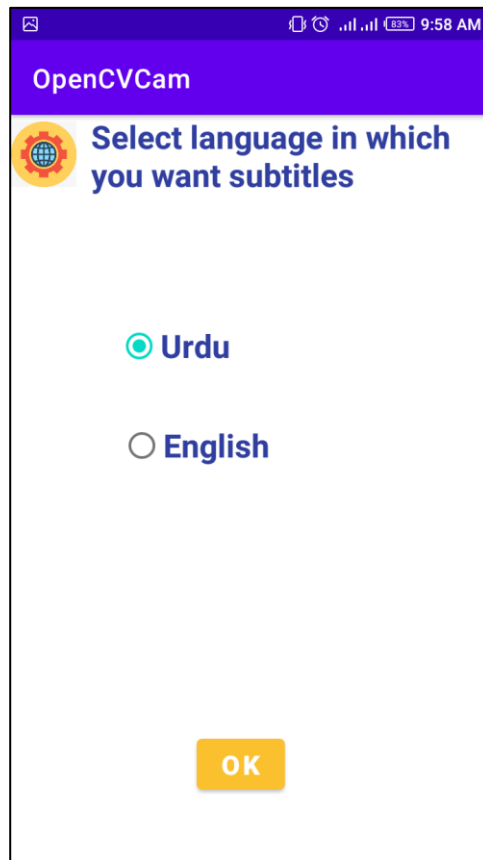 83% 9:58 AM
OpenCVCam
Select language in which
you want subtitles
Urdu
English
OK